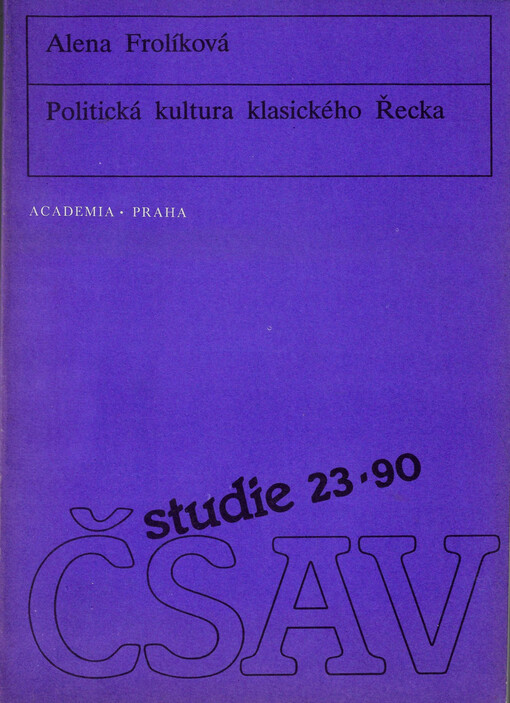 Alena Frolíková
Politická kultura klasického Řecka
ACADEMIA • PRAHA
studie 23•90
ČSAV